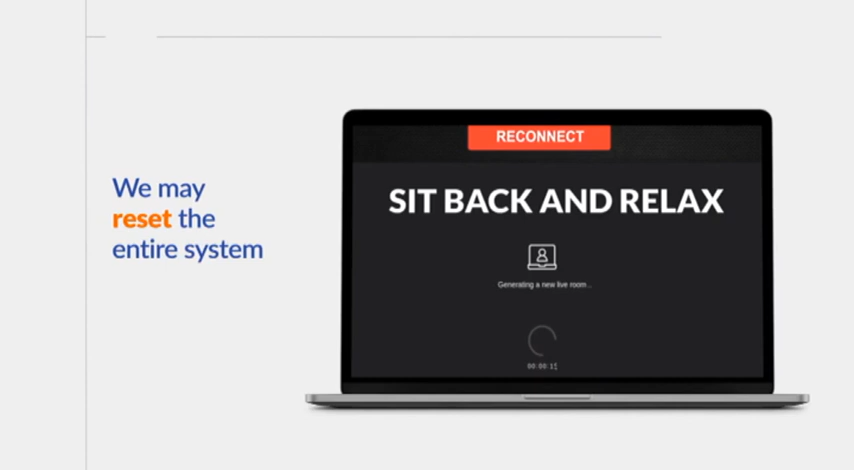 We may
reset the
entire system
RECONNECT
SIT BACK AND RELAX
Generating a new live room ..